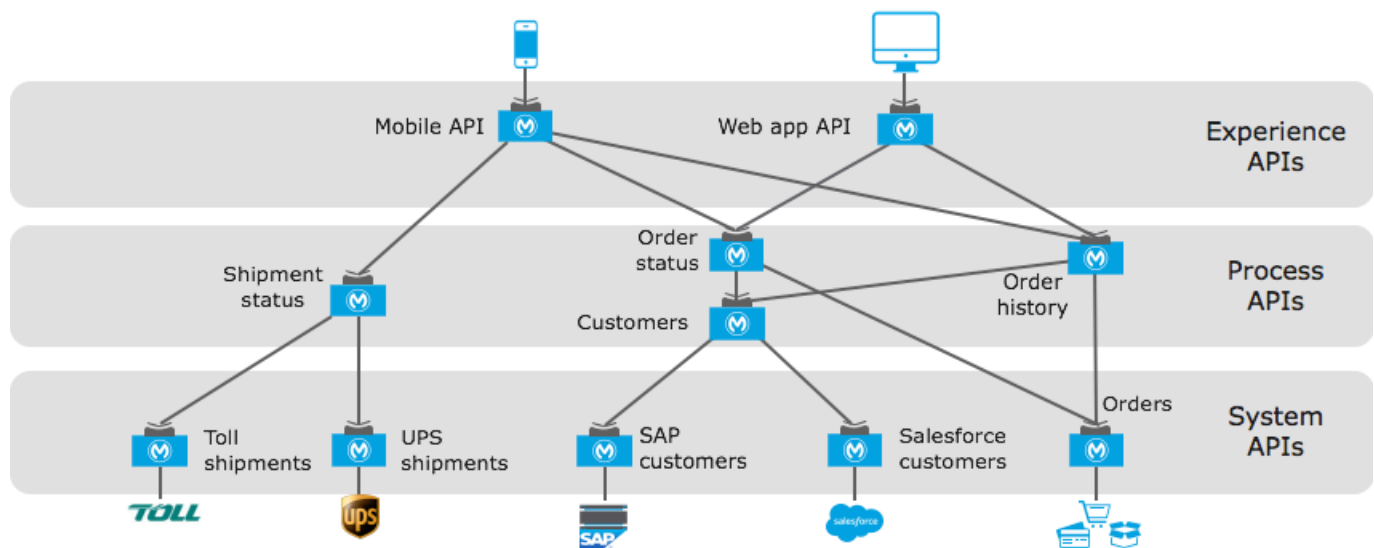 Mobile API
Web app API
Experience
APIs
Order
status
Shipment
status
Order
history
Process
APIs
Customers
Orders
System
APIs
Toll
shipments
UPS
shipments
SAP
customers
Salesforce
customers
TOLL
ups
SAP
salesforce